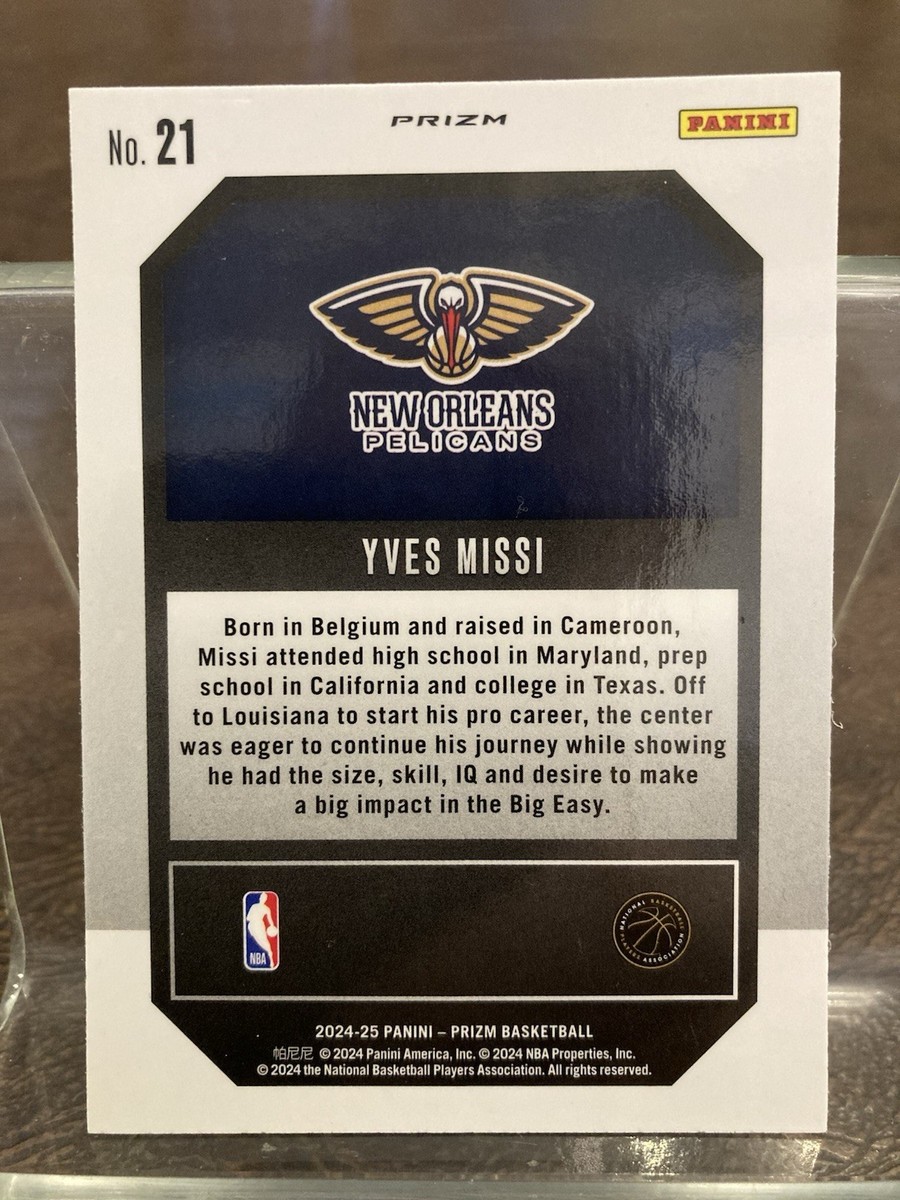 No. 21
PRIZM
PANINI
NEW ORLEANS
PELICANS
YVES MISSI
Born in Belgium and raised in Cameroon,
Missi attended high school in Maryland, prep
school in California and college in Texas. Off
to Louisiana to start his pro career, the center
was eager to continue his journey while showing
he had the size, skill, IQ and desire to make
a big impact in the Big Easy.
NBA
NATIONAL BASKETBALL
PLAYERS ASSOCIATION
2024-25 PANINI – PRIZM BASKETBALL
帕尼尼 © 2024 Panini America, Inc. © 2024 NBA Properties, Inc.
© 2024 the National Basketball Players Association. All rights reserved.